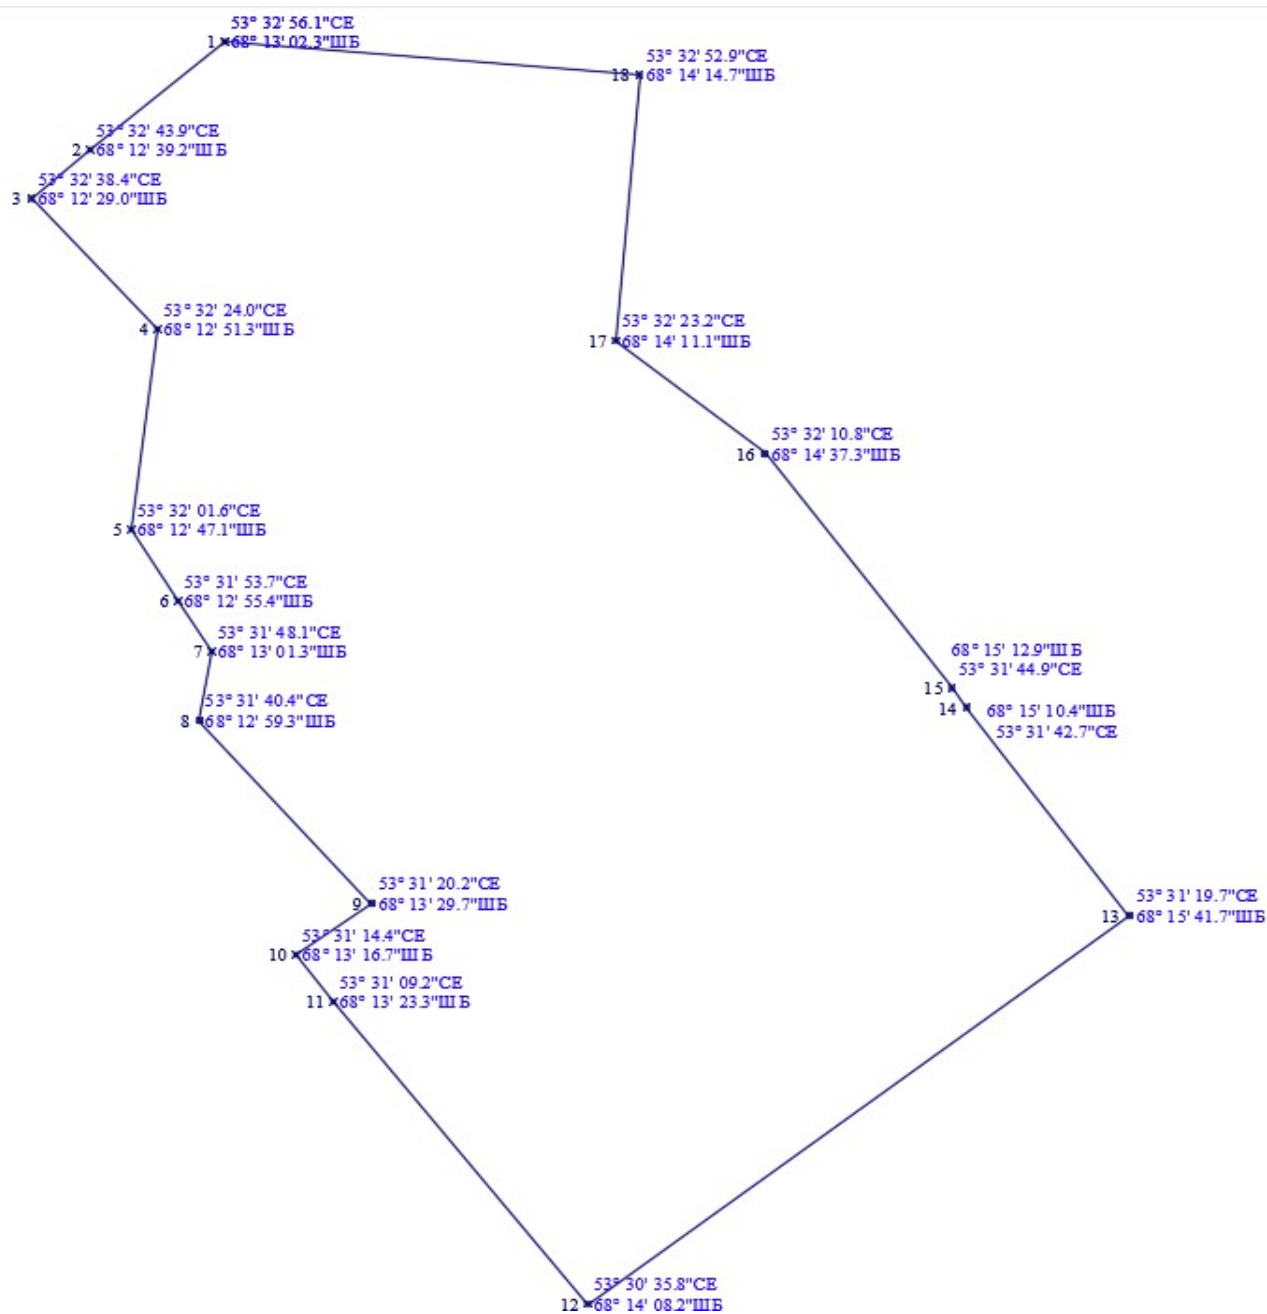 53° 32' 56.1"СЕ
1 68° 13' 02.3"ШБ
53° 32' 52.9"СЕ
18 68° 14' 14.7"ШБ
53° 32' 43.9"СЕ
2 68° 12' 39.2"ШБ
53° 32' 38.4"СЕ
3 68° 12' 29.0"ШБ
53° 32' 24.0"СЕ
4 68° 12' 51.3"ШБ
53° 32' 23.2"СЕ
17 68° 14' 11.1"ШБ
53° 32' 10.8"СЕ
16 68° 14' 37.3"ШБ
53° 32' 01.6"СЕ
5 68° 12' 47.1"ШБ
53° 31' 53.7"СЕ
6 68° 12' 55.4"ШБ
53° 31' 48.1"СЕ
7 68° 13' 01.3"ШБ
68° 15' 12.9"ШБ
53° 31' 44.9"СЕ
15
14 68° 15' 10.4"ШБ
53° 31' 42.7"СЕ
53° 31' 40.4"СЕ
8 68° 12' 59.3"ШБ
53° 31' 20.2"СЕ
9 68° 13' 29.7"ШБ
53° 31' 19.7"СЕ
13 68° 15' 41.7"ШБ
53° 31' 14.4"СЕ
10 68° 13' 16.7"ШБ
53° 31' 09.2"СЕ
11 68° 13' 23.3"ШБ
53° 30' 35.8"СЕ
12 68° 14' 08.2"ШБ